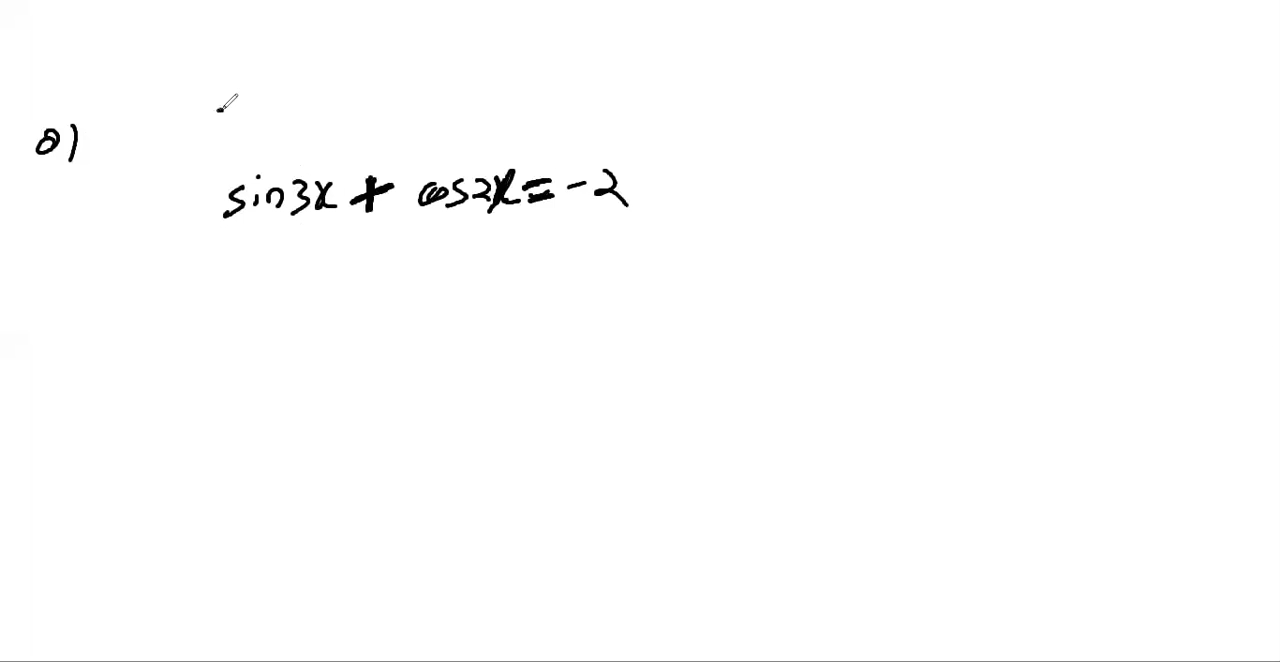 a)
sin3x + cos2x = -2